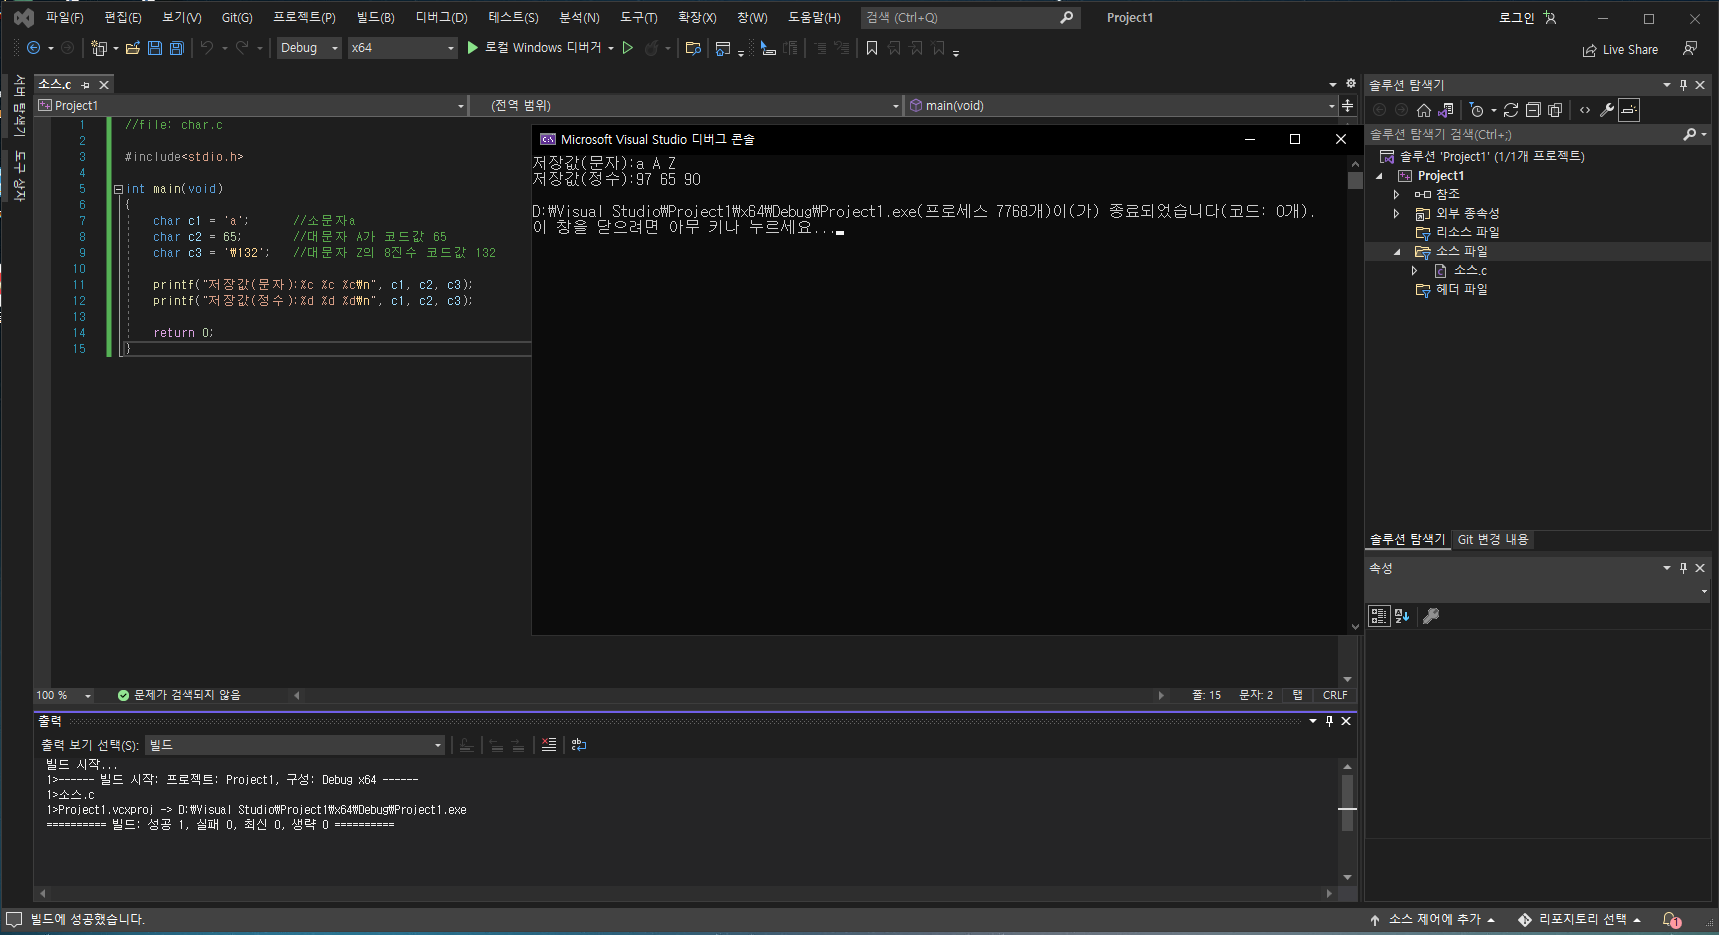 파일(F) 편집(E) 보기(V) Git(G) 프로젝트(P) 빌드(B) 디버그(D) 테스트(S) 분석(N) 도구(T) 확장(X) 창(W) 도움말(H) 검색 (Ctrl+Q) Project1 로그인
Debug x64 로컬 Windows 디버거 Live Share
서버 탐색기
도구 상자
소스.c
Project1 (전역 범위) main(void)
1 //file: char.c
2
3 #include<stdio.h>
4
5 int main(void)
6 {
7 char c1 = 'a'; //소문자a
8 char c2 = 65; //대문자 A가 코드값 65
9 char c3 = '₩132'; //대문자 Z의 8진수 코드값 132
10
11 printf("저장값(문자):%c %c %c₩n", c1, c2, c3);
12 printf("저장값(정수):%d %d %d₩n", c1, c2, c3);
13
14 return 0;
15 }
Microsoft Visual Studio 디버그 콘솔
저장값(문자):a A Z
저장값(정수):97 65 90
D:₩Visual Studio₩Project1₩x64₩Debug₩Project1.exe(프로세스 7768개)이(가) 종료되었습니다(코드: 0개).
이 창을 닫으려면 아무 키나 누르세요...
솔루션 탐색기
솔루션 탐색기 검색(Ctrl+;)
솔루션 'Project1' (1/1개 프로젝트)
Project1
참조
외부 종속성
리소스 파일
소스 파일
소스.c
헤더 파일
솔루션 탐색기 Git 변경 내용
속성
100 % 문제가 검색되지 않음 줄: 15 문자: 2 탭 CRLF
출력
출력 보기 선택(S): 빌드
빌드 시작...
1>------ 빌드 시작: 프로젝트: Project1, 구성: Debug x64 ------
1>소스.c
1>Project1.vcxproj -> D:₩Visual Studio₩Project1₩x64₩Debug₩Project1.exe
========== 빌드: 성공 1, 실패 0, 최신 0, 생략 0 ==========
빌드에 성공했습니다. 소스 제어에 추가 리포지토리 선택 1